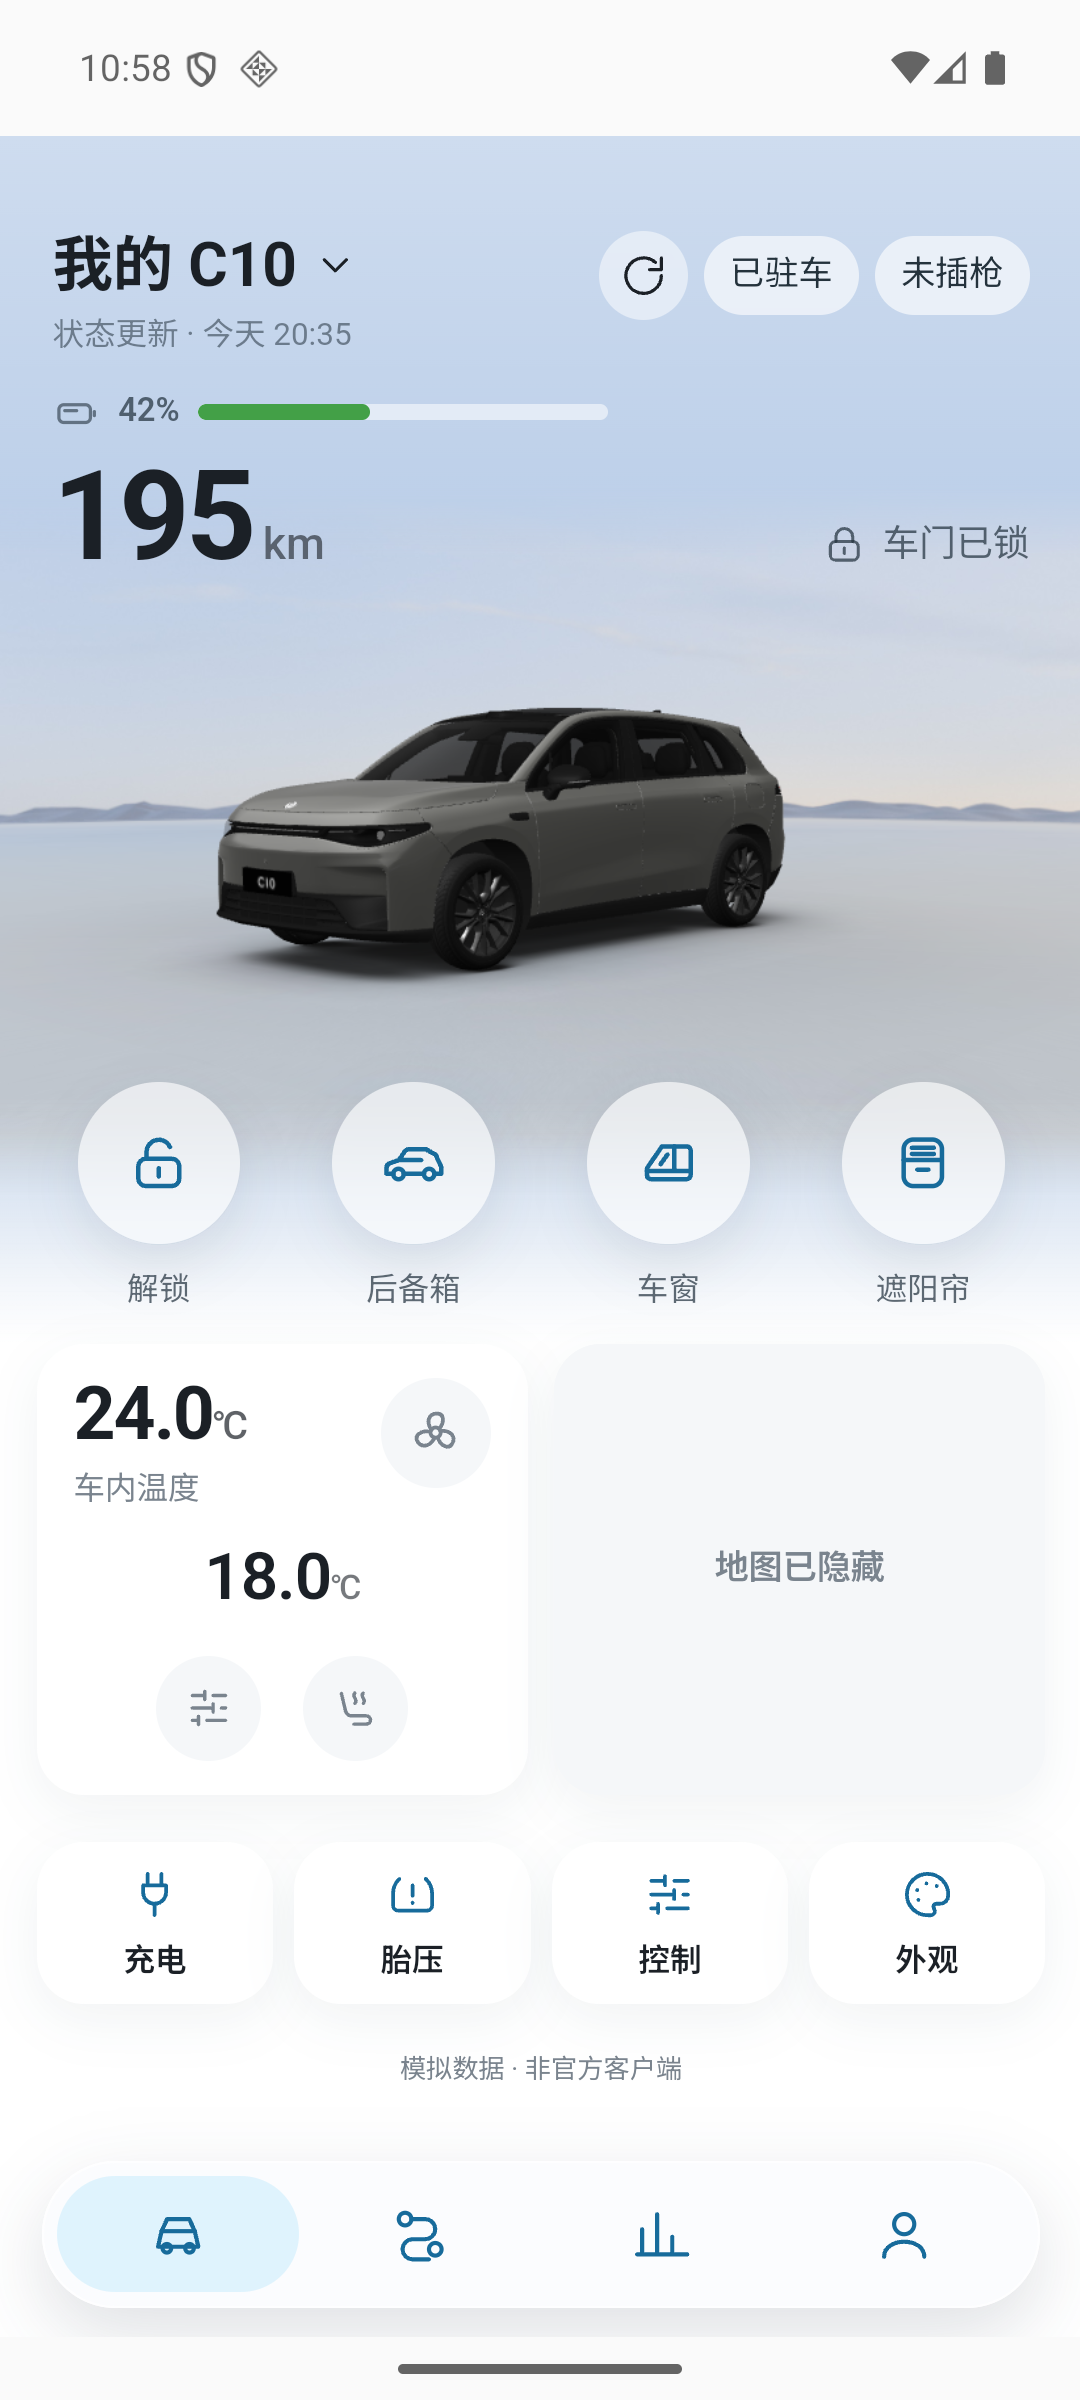 10:58
我的 C10
已驻车
未插枪
状态更新 · 今天 20:35
42%
195 km
车门已锁
C10
解锁
后备箱
车窗
遮阳帘
24.0℃
车内温度
18.0℃
地图已隐藏
充电
胎压
控制
外观
模拟数据 · 非官方客户端